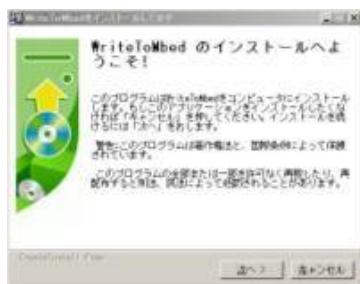 WriteToMbedをインストールします
WriteToMbed のインストールへよ
うこそ!
このプログラムはWriteToMbedをコンピュータにインストール
します。もしこのアプリケーションをインストールしたくな
ければ「キャンセル」を押してください。インストールを続
けるには「次へ」をおします。
警告:このプログラムは著作権法と、国際条例によって保護
されています。
このプログラムの全部または一部を許可なく再販したり、再
配布すると刑法、民法によって処罰されることがあります。
CreateInstall Free
次へ >
キャンセル